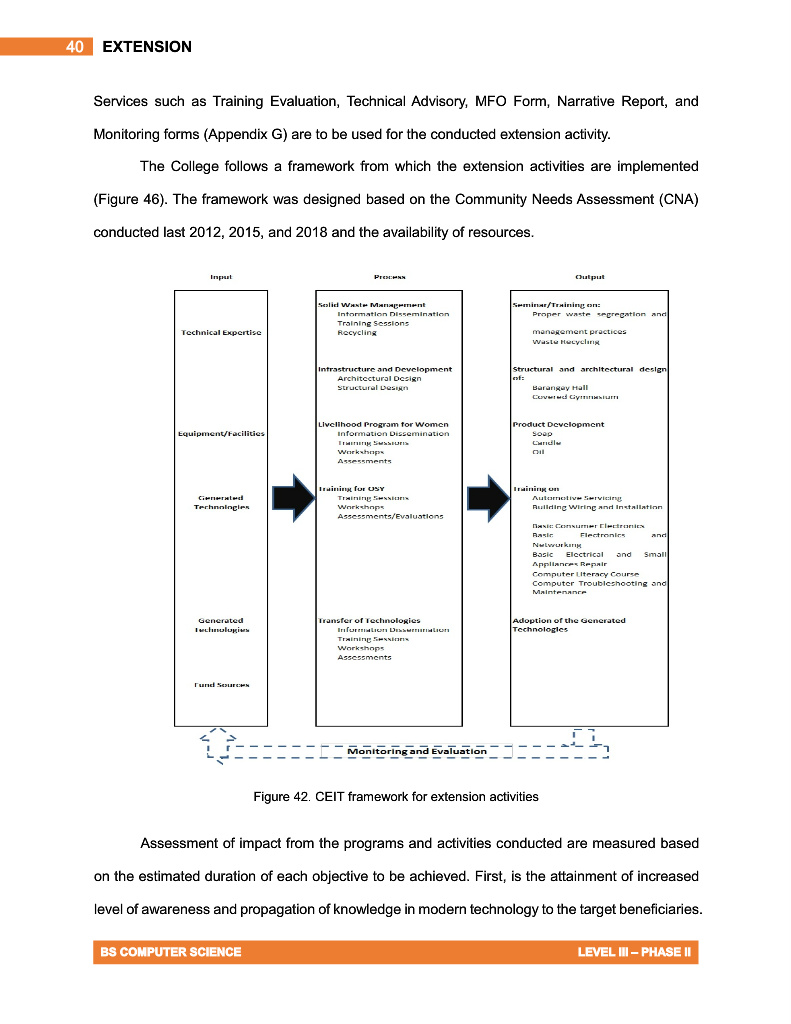 40 EXTENSION
Services such as Training Evaluation, Technical Advisory, MFO Form, Narrative Report, and
Monitoring forms (Appendix G) are to be used for the conducted extension activity.
The College follows a framework from which the extension activities are implemented
(Figure 46). The framework was designed based on the Community Needs Assessment (CNA)
conducted last 2012, 2015, and 2018 and the availability of resources.
Input
Technical Expertise
Equipment/Facilities
Generated
Technologies
Generated
Technologies
Fund Sources
Process
Solid Waste Management
Information Dissemination
Training Sessions
Recycling
Infrastructure and Development
Architectural Design
Structural Design
Livelihood Program for Women
Information Dissemination
Training Sessions
Workshops
Assessments
Training for OSY
Training Sessions
Workshops
Assessments/Evaluations
Transfer of Technologies
Information Dissemination
Training Sessions
Workshops
Assessments
Output
Seminar/Training on:
Proper waste segregation and
management practices
Waste Recycling
Structural and architectural design
of:
Barangay Hall
Covered Gymnasium
Product Development
Soap
Candle
Oil
Training on
Automotive Servicing
Building Wiring and Installation
Basic Consumer Electronics
Basic Electronics and
Networking
Basic Electrical and Small
Appliances Repair
Computer Literacy Course
Computer Troubleshooting and
Maintenance
Adoption of the Generated
Technologies
Monitoring and Evaluation
Figure 42. CEIT framework for extension activities
Assessment of impact from the programs and activities conducted are measured based
on the estimated duration of each objective to be achieved. First, is the attainment of increased
level of awareness and propagation of knowledge in modern technology to the target beneficiaries.
BS COMPUTER SCIENCE LEVEL III – PHASE II